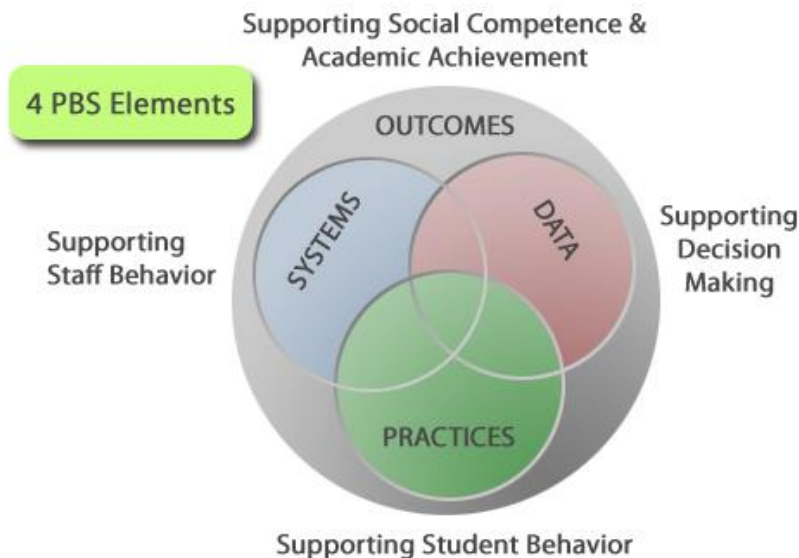 Supporting Social Competence &
Academic Achievement
4 PBS Elements
OUTCOMES
SYSTEMS
DATA
Supporting
Staff Behavior
Supporting
Decision
Making
PRACTICES
Supporting Student Behavior